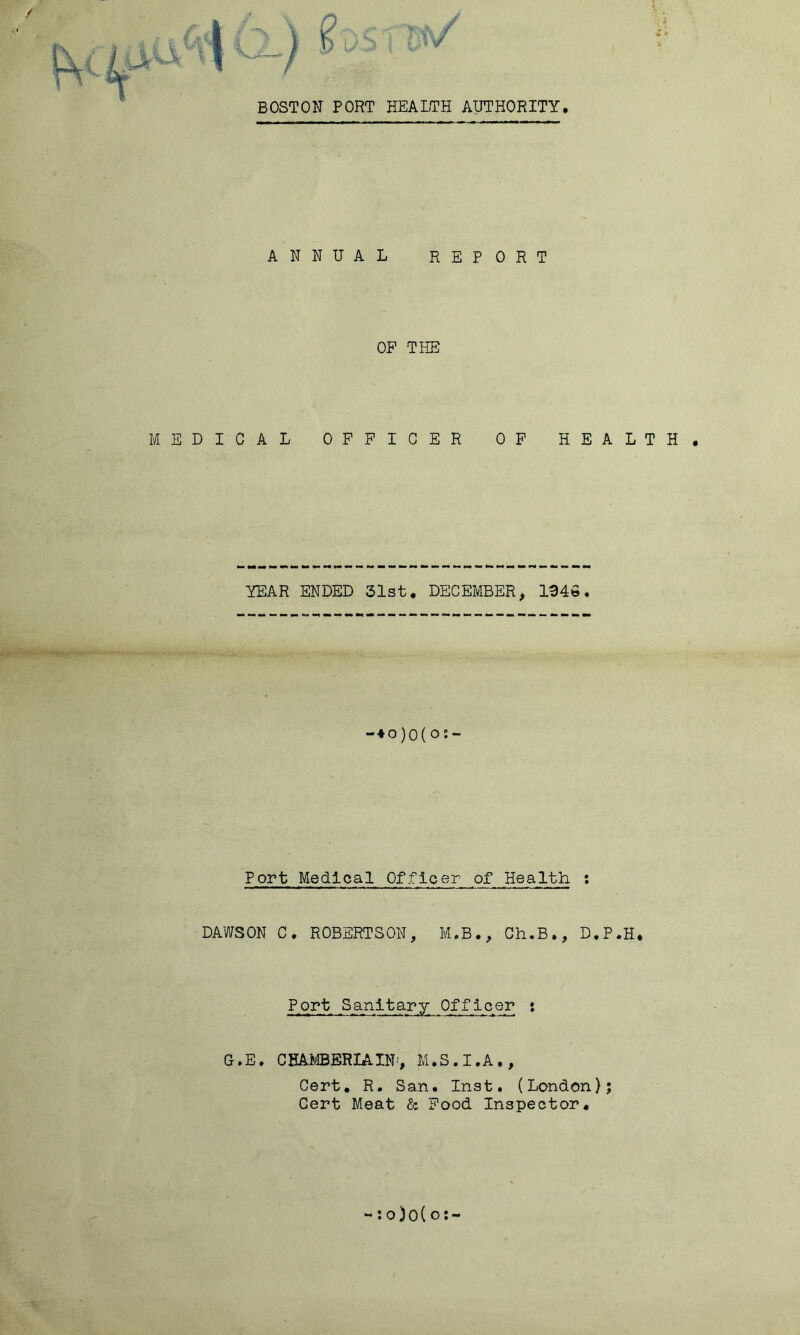 BOSTON
BOSTON PORT HEALTH AUTHORITY.
ANNUAL REPORT
OF THE
MEDICAL OFFICER OF HEALTH.
YEAR ENDED 31st. DECEMBER, 1946.
-:o)O(o:-
Port Medical Officer of Health :
DAWSON C. ROBERTSON, M.B., Ch.B., D.P.H.
Port Sanitary Officer :
G.E. CHAMBERLAIN, M.S.I.A.,
Cert. R. San. Inst. (London);
Cert Meat & Food Inspector.
-:o)O(o:-